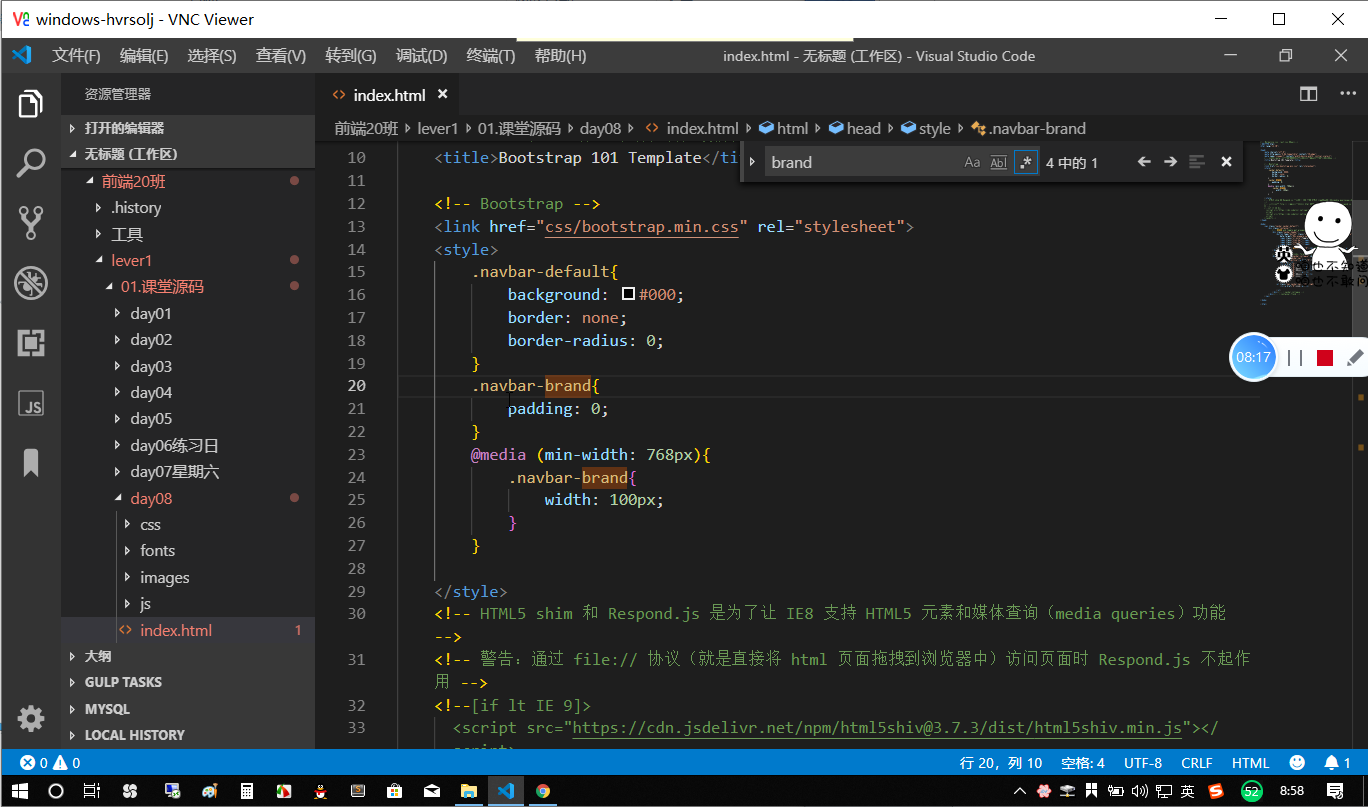 windows-hvrsolj - VNC Viewer
文件(F) 编辑(E) 选择(S) 查看(V) 转到(G) 调试(D) 终端(T) 帮助(H) index.html - 无标题 (工作区) - Visual Studio Code
资源管理器
index.html
打开的编辑器
无标题 (工作区)
前端20班
.history
工具
lever1
01.课堂源码
day01
day02
day03
day04
day05
day06练习日
day07星期六
day08
css
fonts
images
js
index.html 1
大纲
GULP TASKS
MYSQL
LOCAL HISTORY
前端20班 lever1 01.课堂源码 day08 index.html html head style .navbar-brand
brand Aa Abl .* 4 中的 1
10 <title>Bootstrap 101 Template</ti
11
12 <!-- Bootstrap -->
13 <link href="css/bootstrap.min.css" rel="stylesheet">
14 <style>
15 .navbar-default{
16 background: #000;
17 border: none;
18 border-radius: 0;
19 }
20 .navbar-brand{
21 padding: 0;
22 }
23 @media (min-width: 768px){
24 .navbar-brand{
25 width: 100px;
26 }
27 }
28
29 </style>
30 <!-- HTML5 shim 和 Respond.js 是为了让 IE8 支持 HTML5 元素和媒体查询（media queries）功能
-->
31 <!-- 警告：通过 file:// 协议（就是直接将 html 页面拖拽到浏览器中）访问页面时 Respond.js 不起作
用 -->
32 <!--[if lt IE 9]>
33 <script src="https://cdn.jsdelivr.net/npm/html5shiv@3.7.3/dist/html5shiv.min.js"></
script>
英
08:17
0 0 行 20，列 10 空格: 4 UTF-8 CRLF HTML 1
英 52 8:58